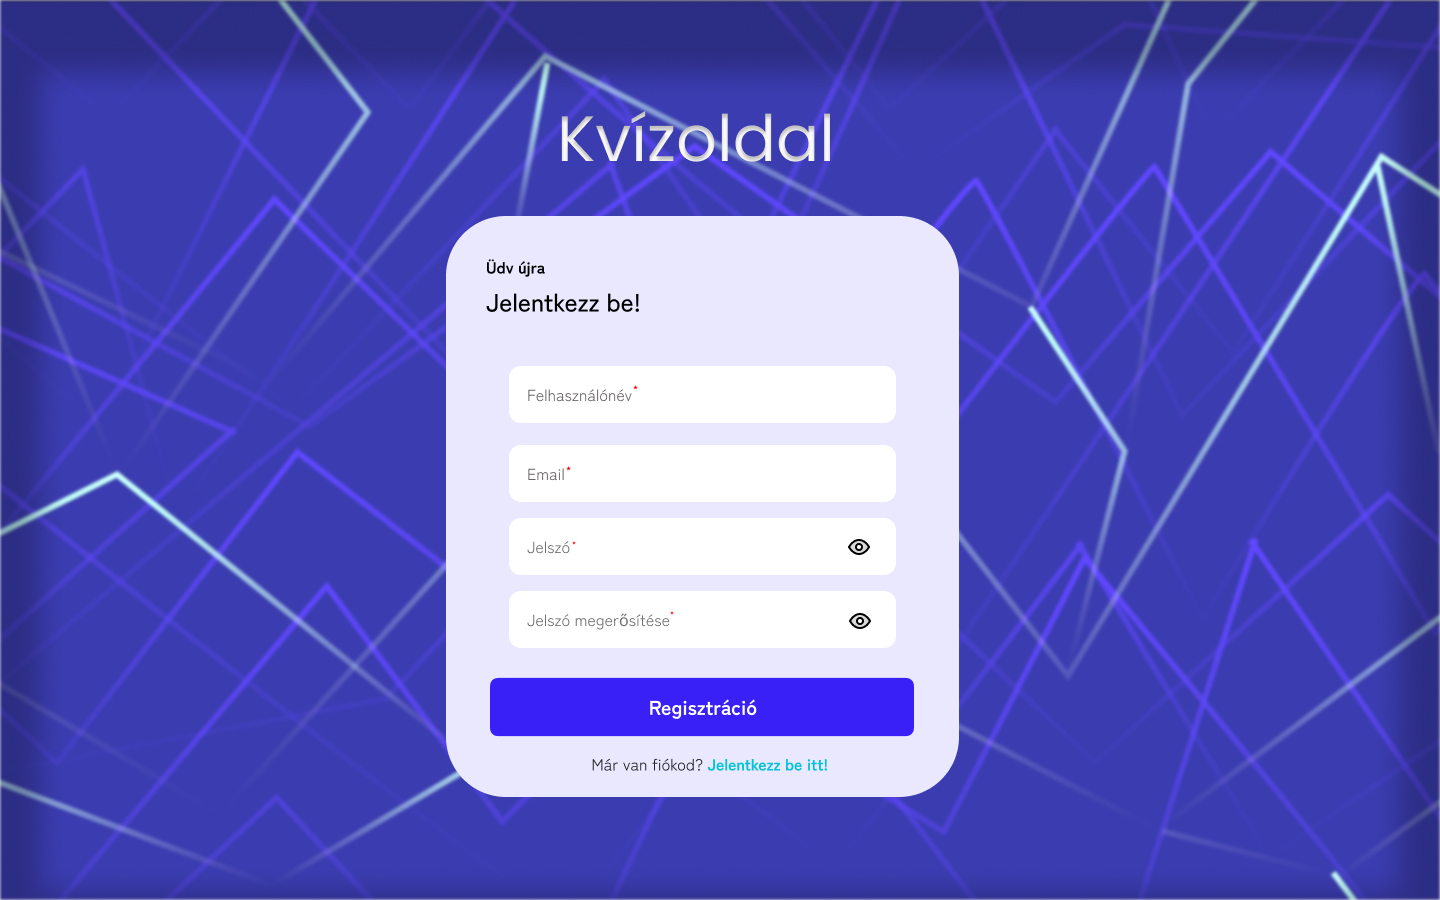 Kvízoldal
Üdv újra
Jelentkezz be!
Felhasználónév*
Email*
Jelszó*
Jelszó megerősítése*
Regisztráció
Már van fiókod? Jelentkezz be itt!